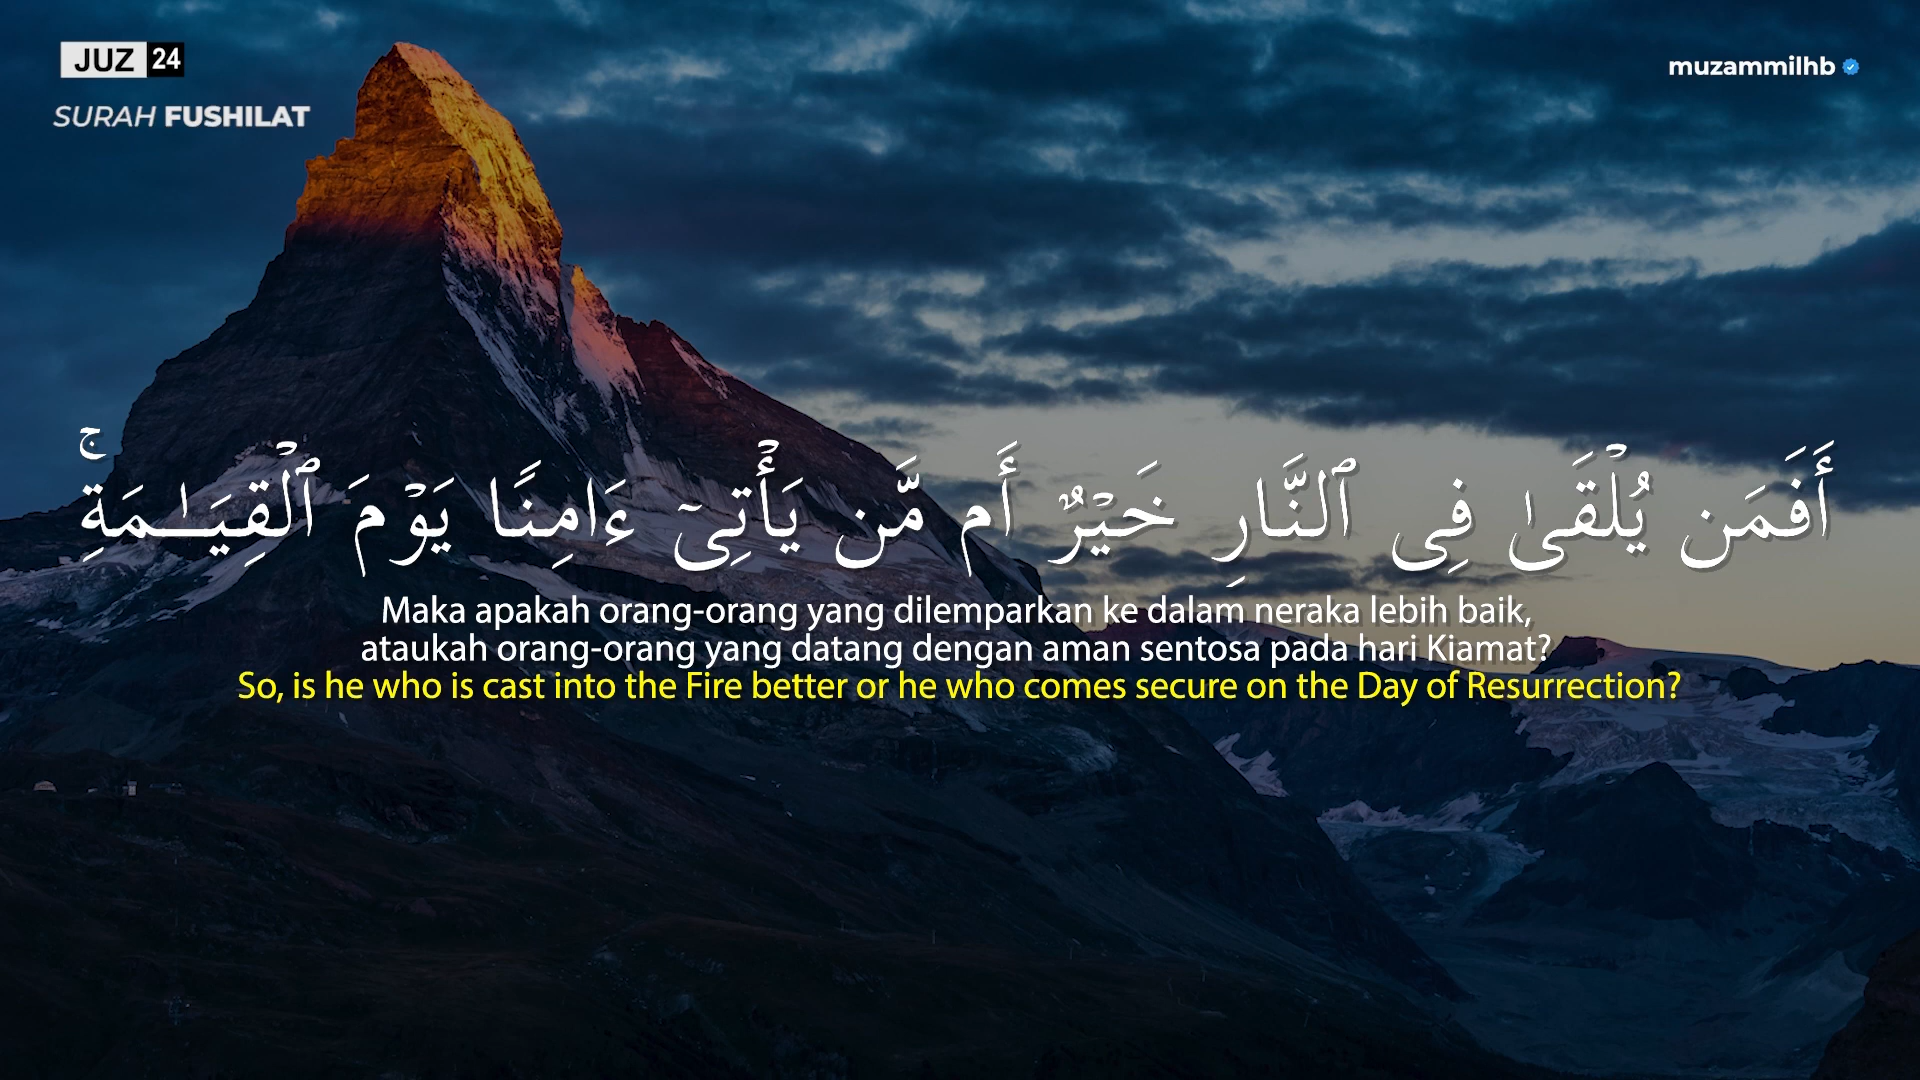 JUZ 24
SURAH FUSHILAT
muzammilhb
أَفَمَن يُلْقَىٰ فِى ٱلنَّارِ خَيْرٌ أَم مَّن يَأْتِىٓ ءَامِنًا يَوْمَ ٱلْقِيَـٰمَةِ ۚ
Maka apakah orang-orang yang dilemparkan ke dalam neraka lebih baik,
ataukah orang-orang yang datang dengan aman sentosa pada hari Kiamat?
So, is he who is cast into the Fire better or he who comes secure on the Day of Resurrection?